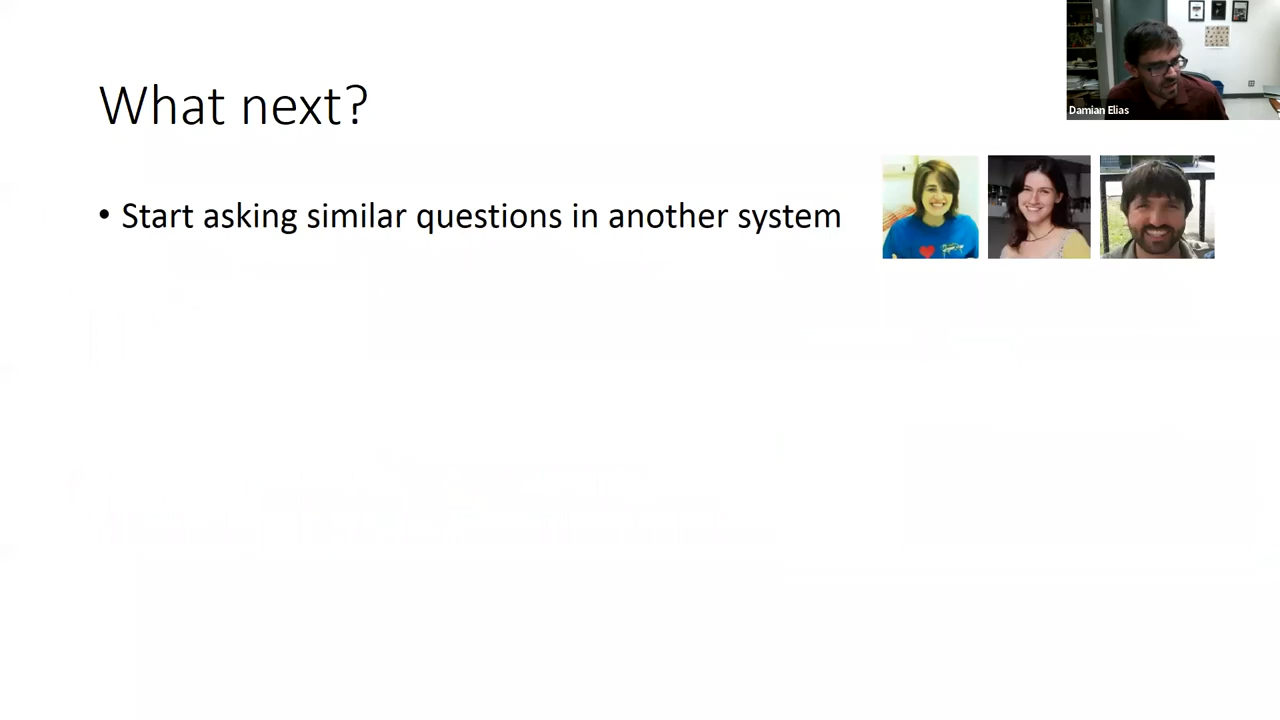 What next?
Damian Elias
• Start asking similar questions in another system